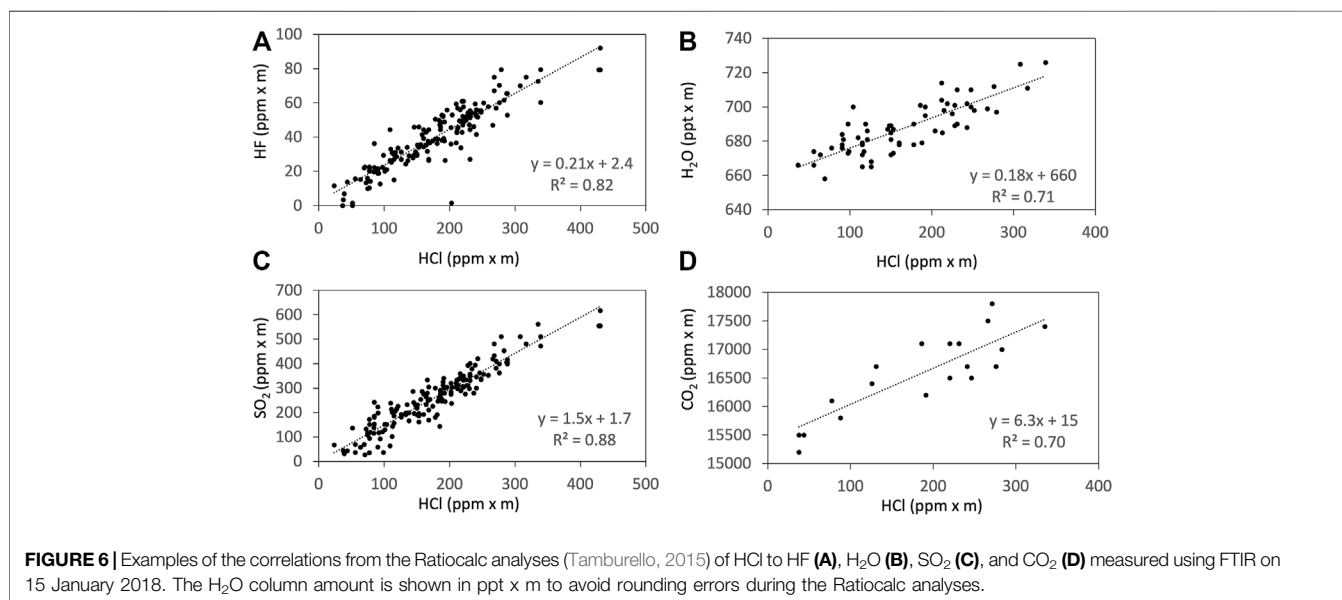 A
100
80
60
40
20
0
HF (ppm x m)
0 100 200 300 400 500
HCl (ppm x m)
y = 0.21x + 2.4
R² = 0.82
B
740
720
700
680
660
640
H₂O (ppt x m)
0 100 200 300 400
HCl (ppm x m)
y = 0.18x + 660
R² = 0.71
C
700
600
500
400
300
200
100
0
SO₂ (ppm x m)
0 100 200 300 400 500
HCl (ppm x m)
y = 1.5x + 1.7
R² = 0.88
D
18000
17500
17000
16500
16000
15500
15000
CO₂ (ppm x m)
0 100 200 300 400
HCl (ppm x m)
y = 6.3x + 15
R² = 0.70
FIGURE 6 | Examples of the correlations from the Ratiocalc analyses (Tamburello, 2015) of HCl to HF (A), H₂O (B), SO₂ (C), and CO₂ (D) measured using FTIR on
15 January 2018. The H₂O column amount is shown in ppt x m to avoid rounding errors during the Ratiocalc analyses.